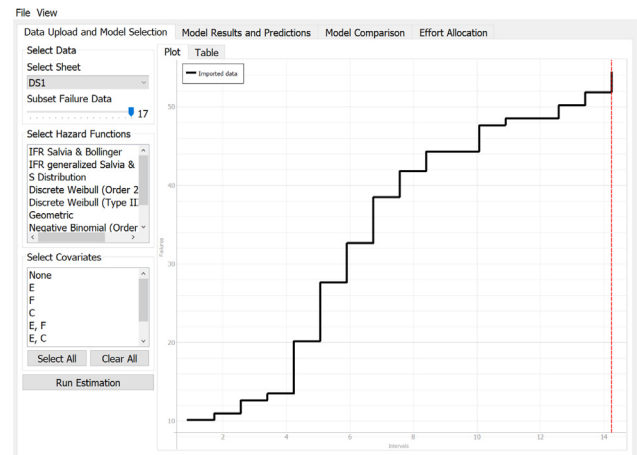 File View
Data Upload and Model Selection Model Results and Predictions Model Comparison Effort Allocation
Select Data
Select Sheet
DS1
Subset Failure Data
17
Select Hazard Functions
IFR Salvia & Bollinger
IFR generalized Salvia &
S Distribution
Discrete Weibull (Order 2
Discrete Weibull (Type II
Geometric
Negative Binomial (Order
Select Covariates
None
E
F
C
E, F
E, C
Select All Clear All
Run Estimation
Plot Table
Imported data
50
40
30
20
10
Failures
2 4 6 8 10 12 14
Intervals